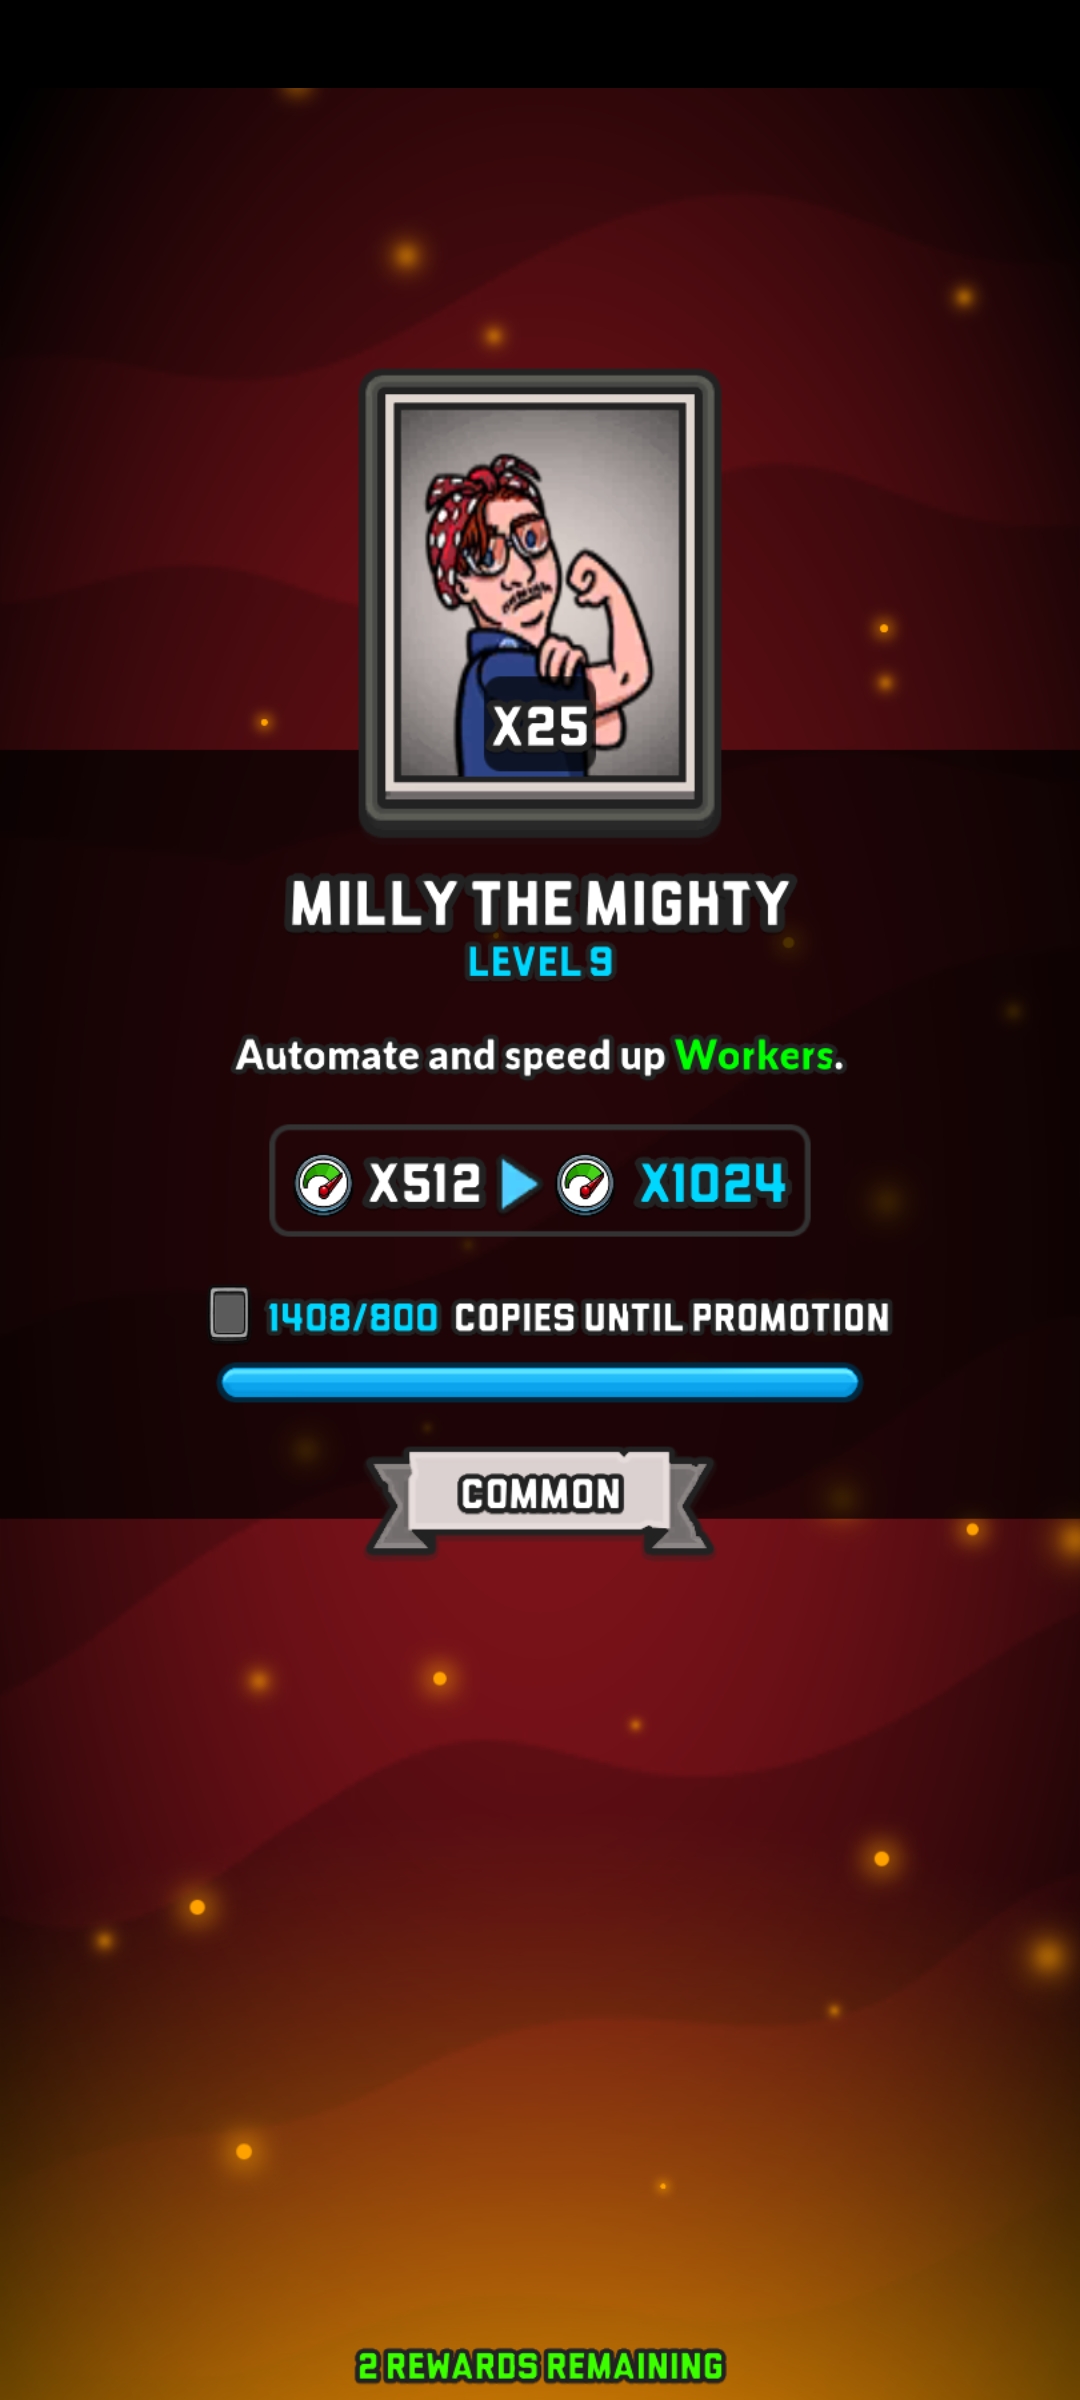 X25
MILLY THE MIGHTY
LEVEL 9
Automate and speed up Workers.
X512 X1024
1408/800 COPIES UNTIL PROMOTION
COMMON
2 REWARDS REMAINING